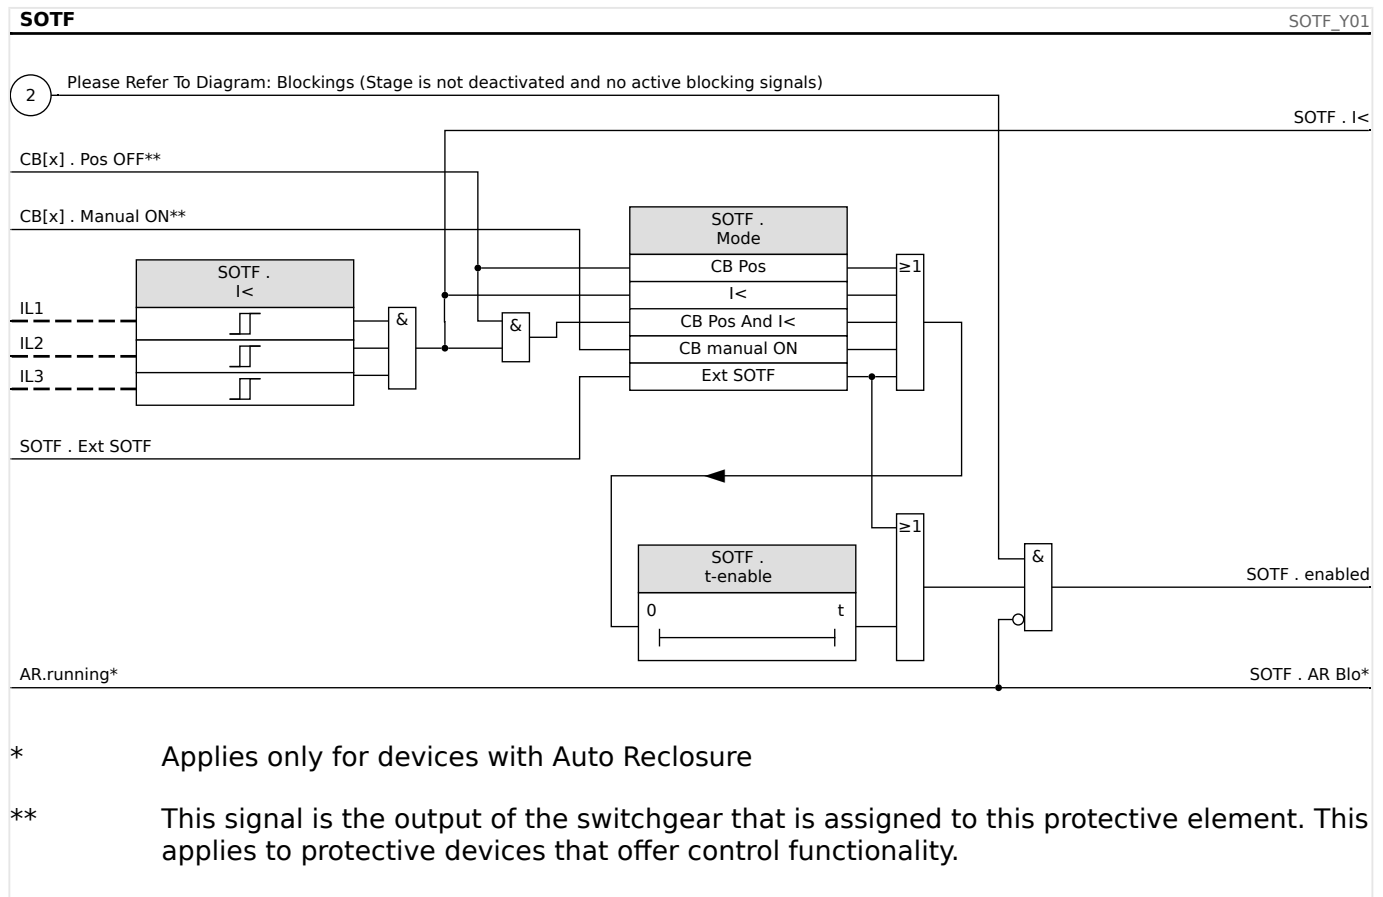 SOTF
SOTF_Y01
2
Please Refer To Diagram: Blockings (Stage is not deactivated and no active blocking signals)
SOTF . I<
CB[x] . Pos OFF**
CB[x] . Manual ON**
SOTF .
Mode
CB Pos
I<
CB Pos And I<
CB manual ON
Ext SOTF
≥1
SOTF .
I<
IL1
IL2
IL3
&
&
SOTF . Ext SOTF
≥1
SOTF .
t-enable
0
t
&
SOTF . enabled
AR.running*
SOTF . AR Blo*
* Applies only for devices with Auto Reclosure
** This signal is the output of the switchgear that is assigned to this protective element. This
applies to protective devices that offer control functionality.